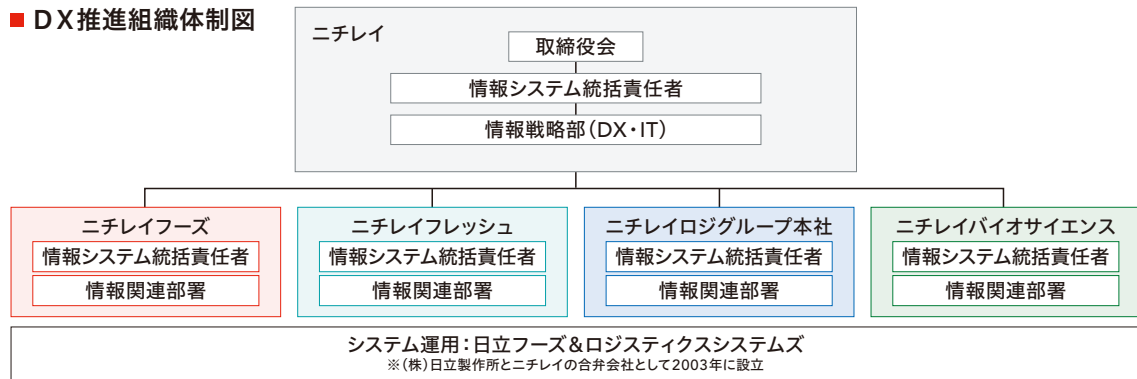 ■ DX推進組織体制図
ニチレイ
取締役会
情報システム統括責任者
情報戦略部(DX・IT)
ニチレイフーズ
情報システム統括責任者
情報関連部署
ニチレイフレッシュ
情報システム統括責任者
情報関連部署
ニチレイロジグループ本社
情報システム統括責任者
情報関連部署
ニチレイバイオサイエンス
情報システム統括責任者
情報関連部署
システム運用:日立フーズ&ロジスティクスシステムズ
※(株)日立製作所とニチレイの合弁会社として2003年に設立